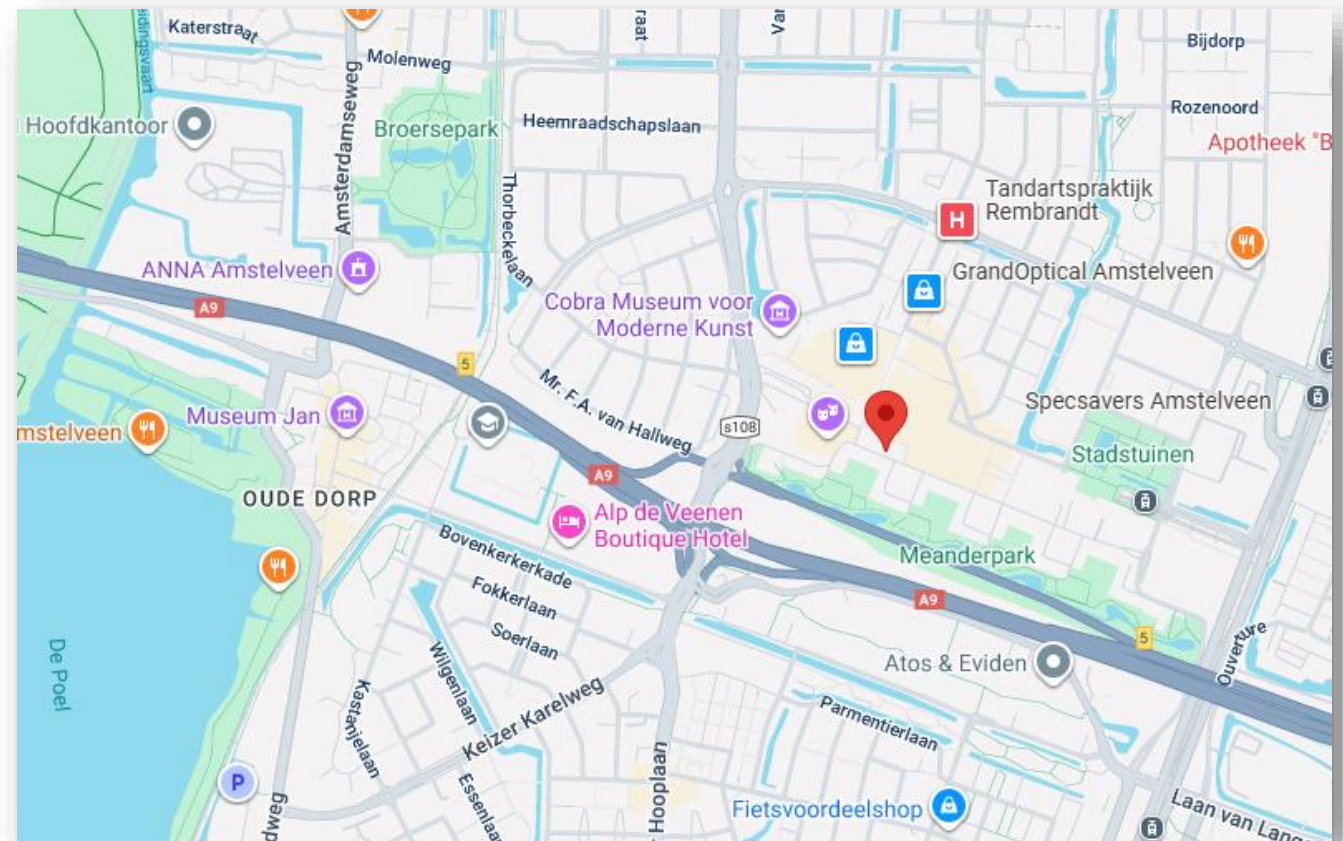 Katerstraat
Molenweg
Bijdorp
Rozenoord
Hoofdkantoor
Broersepark
Heemraadschapslaan
Apotheek "B
Amsterdamseweg
Thorbeckelaan
Tandartspraktijk
Rembrandt
H
ANNA Amstelveen
GrandOptical Amstelveen
A9
Cobra Museum voor
Moderne Kunst
5
Mr. F.A. van Hallweg
Museum Jan
Specsavers Amstelveen
mstelveen
s108
Stadstuinen
A9
OUDE DORP
Alp de Veenen
Boutique Hotel
Bovenkerkerkade
Meanderpark
Fokkerlaan
A9
Soerlaan
5
Ouverture
De Poel
Wilgenlaan
Atos & Eviden
Kastanjelaan
Keizer Karelweg
Parmentierlaan
P
Essenlaa
Hooplaan
Fietsvoordeelshop
Laan van Lange
dweg